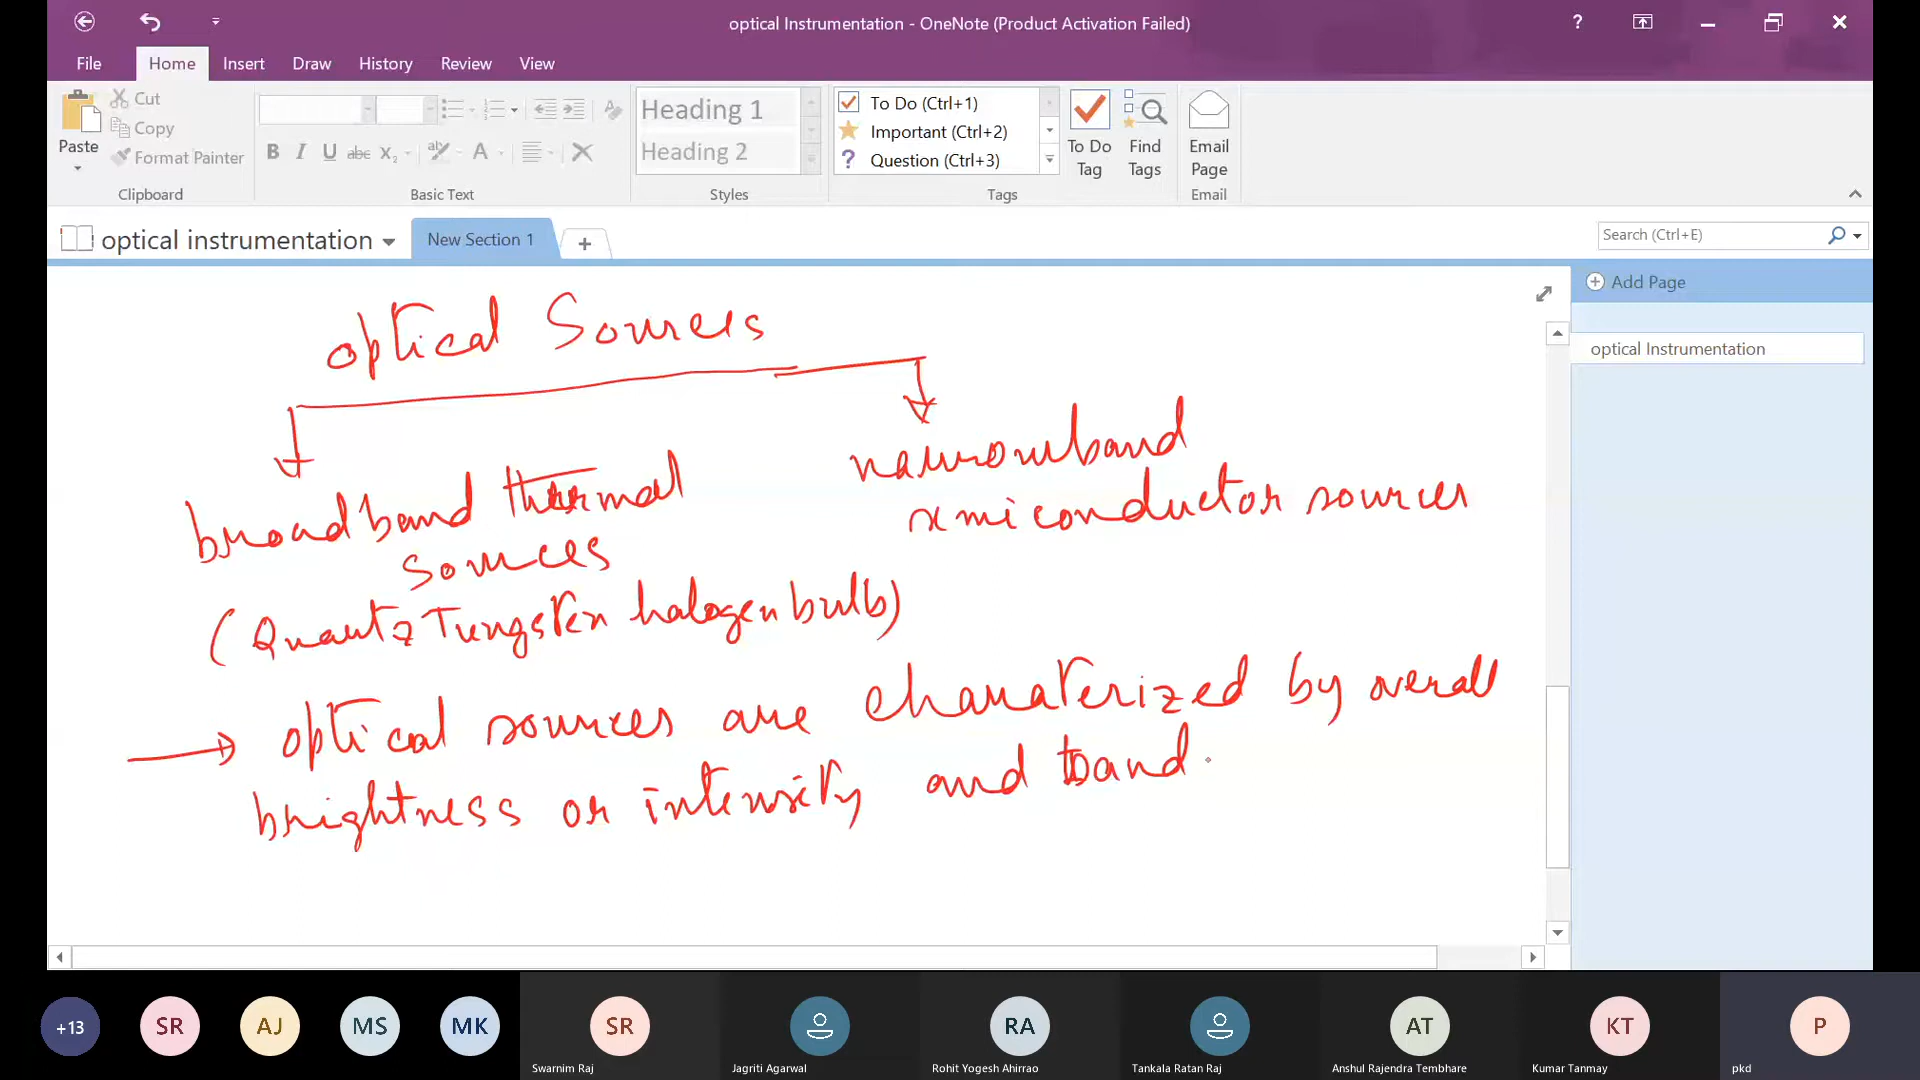 optical Instrumentation - OneNote (Product Activation Failed)
?
File Home Insert Draw History Review View
Paste
Cut
Copy
Format Painter
Clipboard
B I U abc X₂ aby A
Basic Text
Heading 1
Heading 2
Styles
To Do (Ctrl+1)
Important (Ctrl+2)
? Question (Ctrl+3)
To Do Tag
Find Tags
Tags
Email Page
Email
optical instrumentation
New Section 1
+
Search (Ctrl+E)
Add Page
optical Instrumentation
optical Sources
broadband thermal
sources
(Quartz Tungsten halogen bulb)
narrowband
semiconductor sources
→ optical sources are charaterized by overall
brightness or intensity and band
+13
SR
AJ
MS
MK
SR
Swarnim Raj
Jagriti Agarwal
RA
Rohit Yogesh Ahirrao
Tankala Ratan Raj
AT
Anshul Rajendra Tembhare
KT
Kumar Tanmay
P
pkd